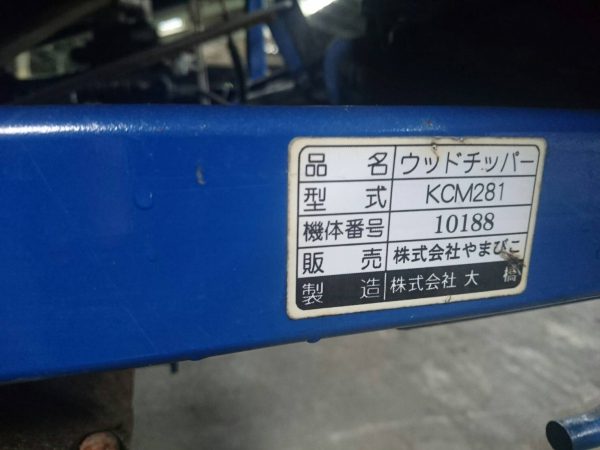 品名 ウッドチッパー
型式 KCM281
機体番号 10188
販売 株式会社やまびこ
製造 株式会社 大橋